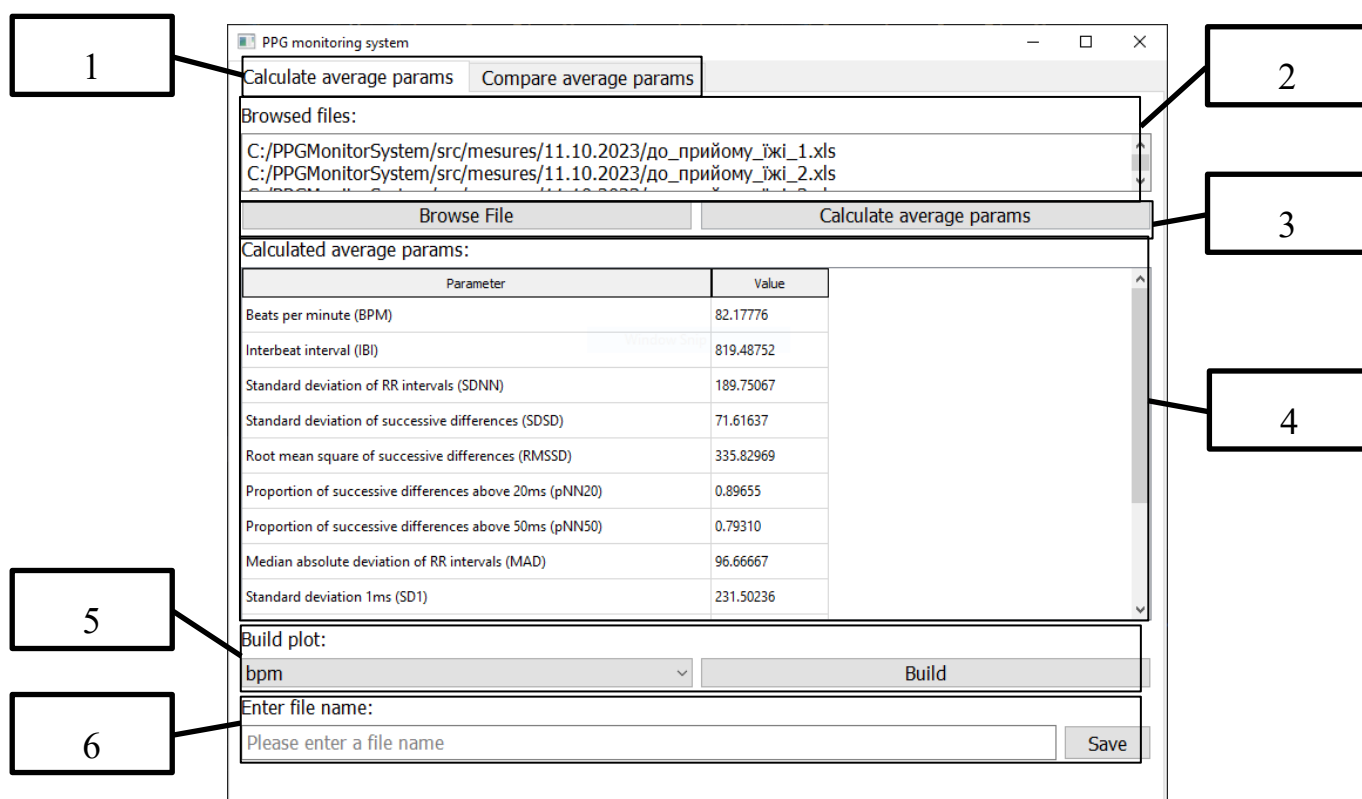 PPG monitoring system
1
Calculate average params
Compare average params
2
Browsed files:
C:/PPGMonitorSystem/src/mesures/11.10.2023/до_прийому_їжі_1.xls
C:/PPGMonitorSystem/src/mesures/11.10.2023/до_прийому_їжі_2.xls
Browse File
Calculate average params
3
Calculated average params:
Parameter Value
Beats per minute (BPM) 82.17776
Interbeat interval (IBI) 819.48752
Standard deviation of RR intervals (SDNN) 189.75067
Standard deviation of successive differences (SDSD) 71.61637
4
Root mean square of successive differences (RMSSD) 335.82969
Proportion of successive differences above 20ms (pNN20) 0.89655
Proportion of successive differences above 50ms (pNN50) 0.79310
Median absolute deviation of RR intervals (MAD) 96.66667
Standard deviation 1ms (SD1) 231.50236
5
Build plot:
bpm
Build
6
Enter file name:
Please enter a file name
Save